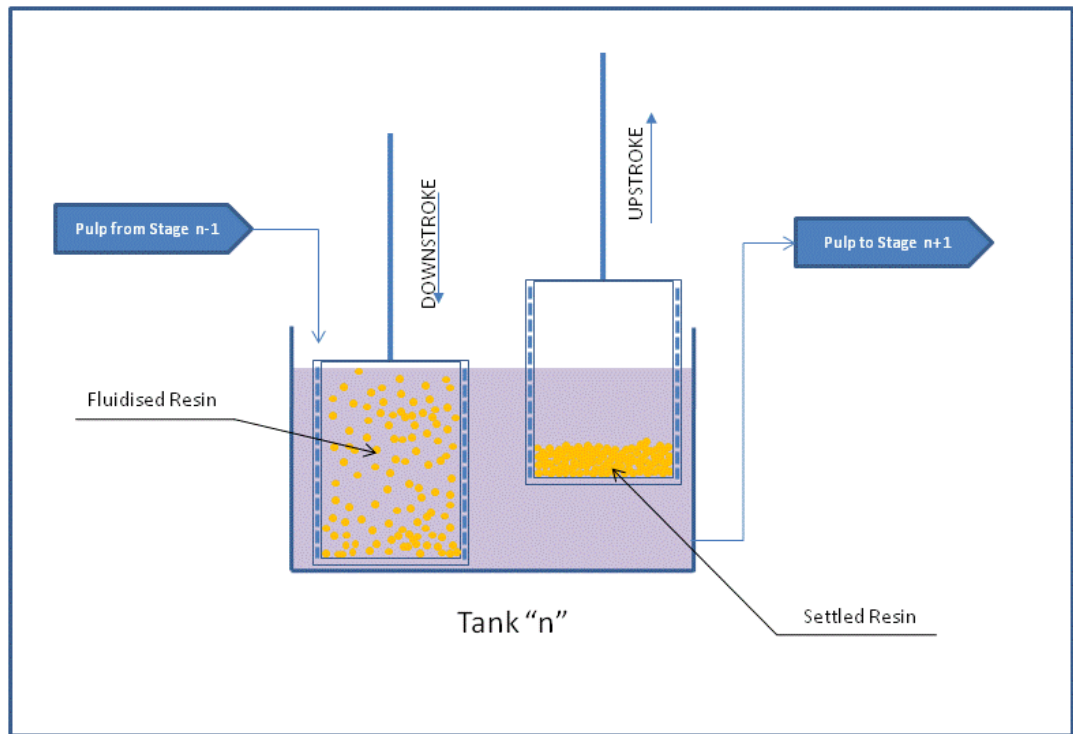 DOWNSTROKE
UPSTROKE
Pulp from Stage n-1
Pulp to Stage n+1
Fluidised Resin
Settled Resin
Tank “n”